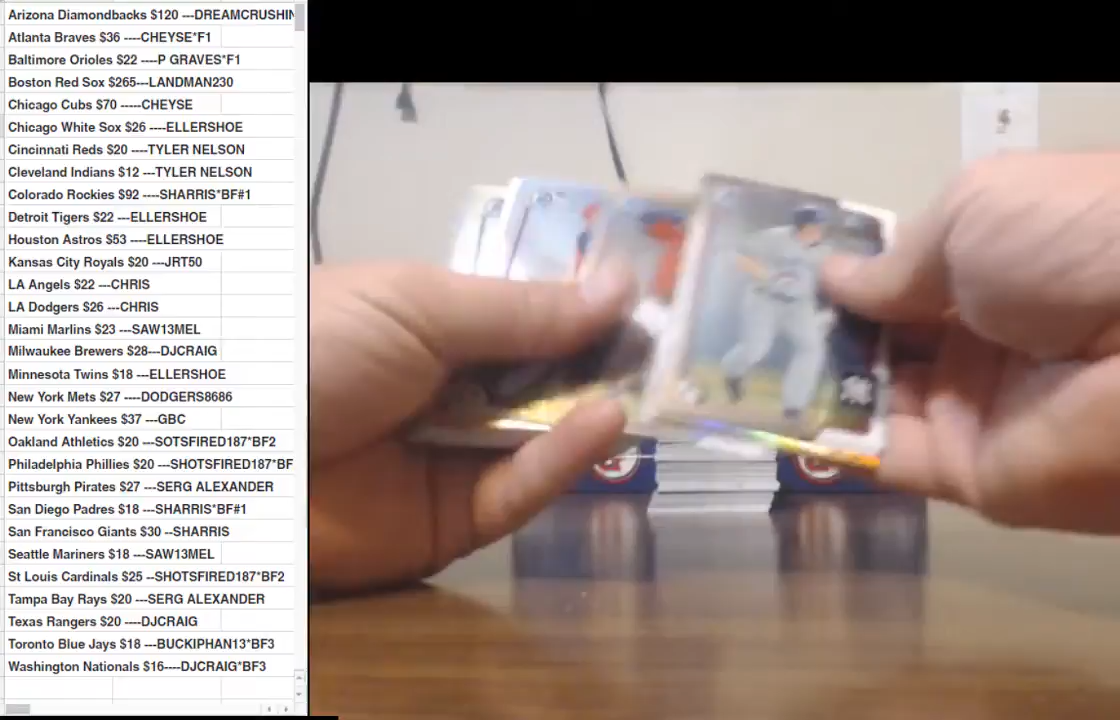 Arizona Diamondbacks $120 ---DREAMCRUSHIN
Atlanta Braves $36 ----CHEYSE*F1
Baltimore Orioles $22 ----P GRAVES*F1
Boston Red Sox $265---LANDMAN230
Chicago Cubs $70 -----CHEYSE
Chicago White Sox $26 ----ELLERSHOE
Cincinnati Reds $20 ----TYLER NELSON
Cleveland Indians $12 ---TYLER NELSON
Colorado Rockies $92 ----SHARRIS*BF#1
Detroit Tigers $22 ---ELLERSHOE
Houston Astros $53 ----ELLERSHOE
Kansas City Royals $20 ---JRT50
LA Angels $22 ---CHRIS
LA Dodgers $26 ---CHRIS
Miami Marlins $23 ---SAW13MEL
Milwaukee Brewers $28---DJCRAIG
Minnesota Twins $18 ---ELLERSHOE
New York Mets $27 ----DODGERS8686
New York Yankees $37 ---GBC
Oakland Athletics $20 ---SOTSFIRED187*BF2
Philadelphia Phillies $20 ---SHOTSFIRED187*BF
Pittsburgh Pirates $27 ---SERG ALEXANDER
San Diego Padres $18 ---SHARRIS*BF#1
San Francisco Giants $30 --SHARRIS
Seattle Mariners $18 ---SAW13MEL
St Louis Cardinals $25 --SHOTSFIRED187*BF2
Tampa Bay Rays $20 ---SERG ALEXANDER
Texas Rangers $20 ----DJCRAIG
Toronto Blue Jays $18 ---BUCKIPHAN13*BF3
Washington Nationals $16----DJCRAIG*BF3